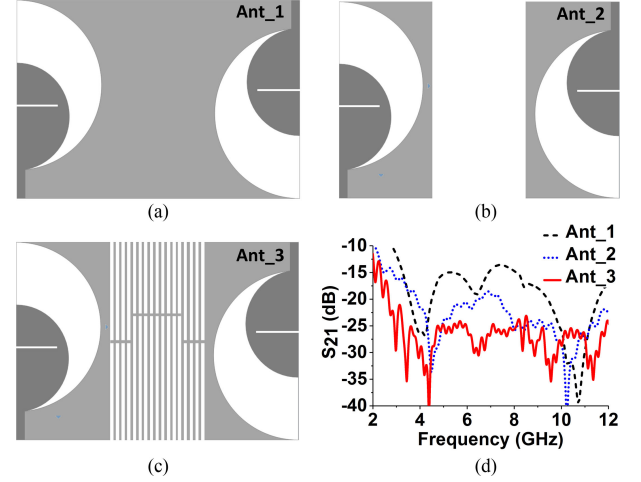 Ant_1
Ant_2
(a)
(b)
Ant_3
Ant_1
Ant_2
Ant_3
-10
-15
-20
-25
-30
-35
-40
S21 (dB)
2 4 6 8 10 12
Frequency (GHz)
(c)
(d)